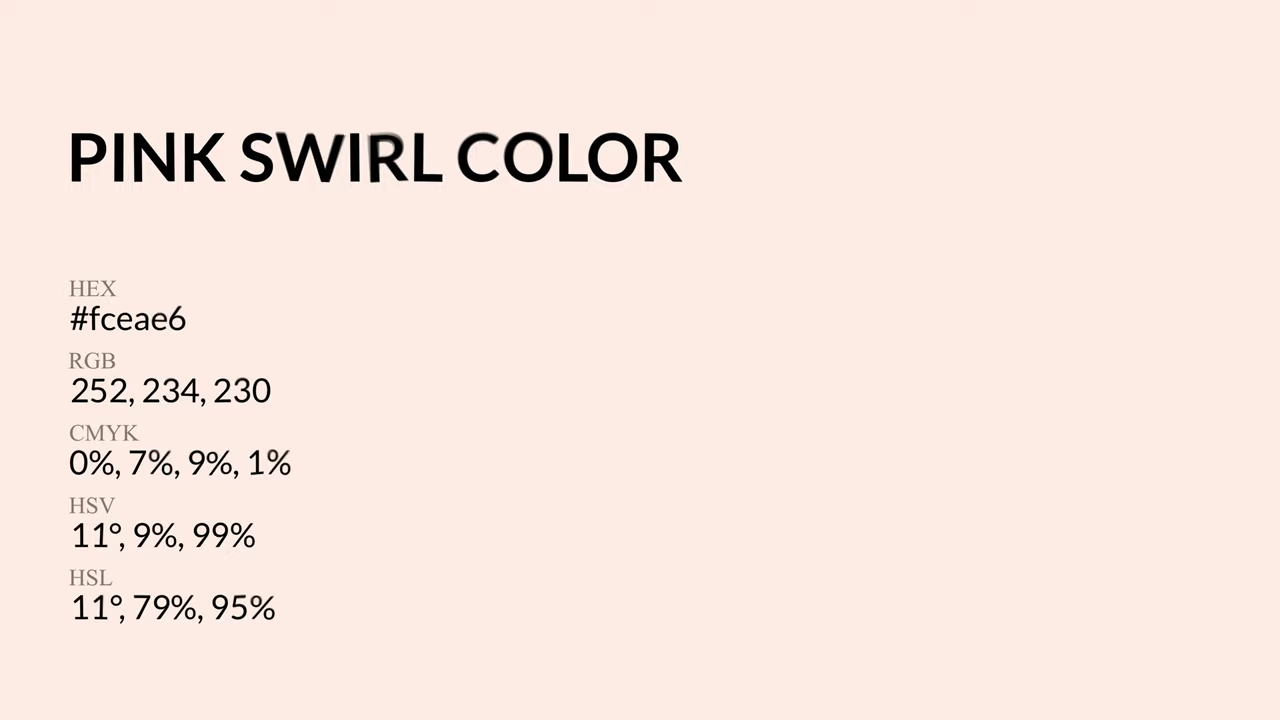 PINK SWIRL COLOR
HEX
#fceae6
RGB
252, 234, 230
CMYK
0%, 7%, 9%, 1%
HSV
11°, 9%, 99%
HSL
11°, 79%, 95%